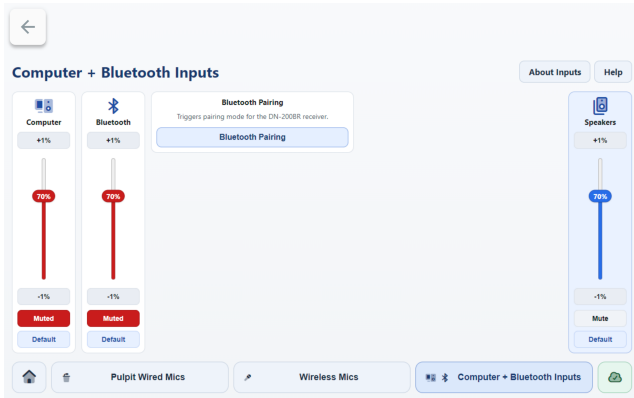 Computer + Bluetooth Inputs
About Inputs
Help
Computer
+1%
70%
-1%
Muted
Default
Bluetooth
+1%
70%
-1%
Muted
Default
Bluetooth Pairing
Triggers pairing mode for the DN-200BR receiver.
Bluetooth Pairing
Speakers
+1%
70%
-1%
Mute
Default
Pulpit Wired Mics
Wireless Mics
Computer + Bluetooth Inputs